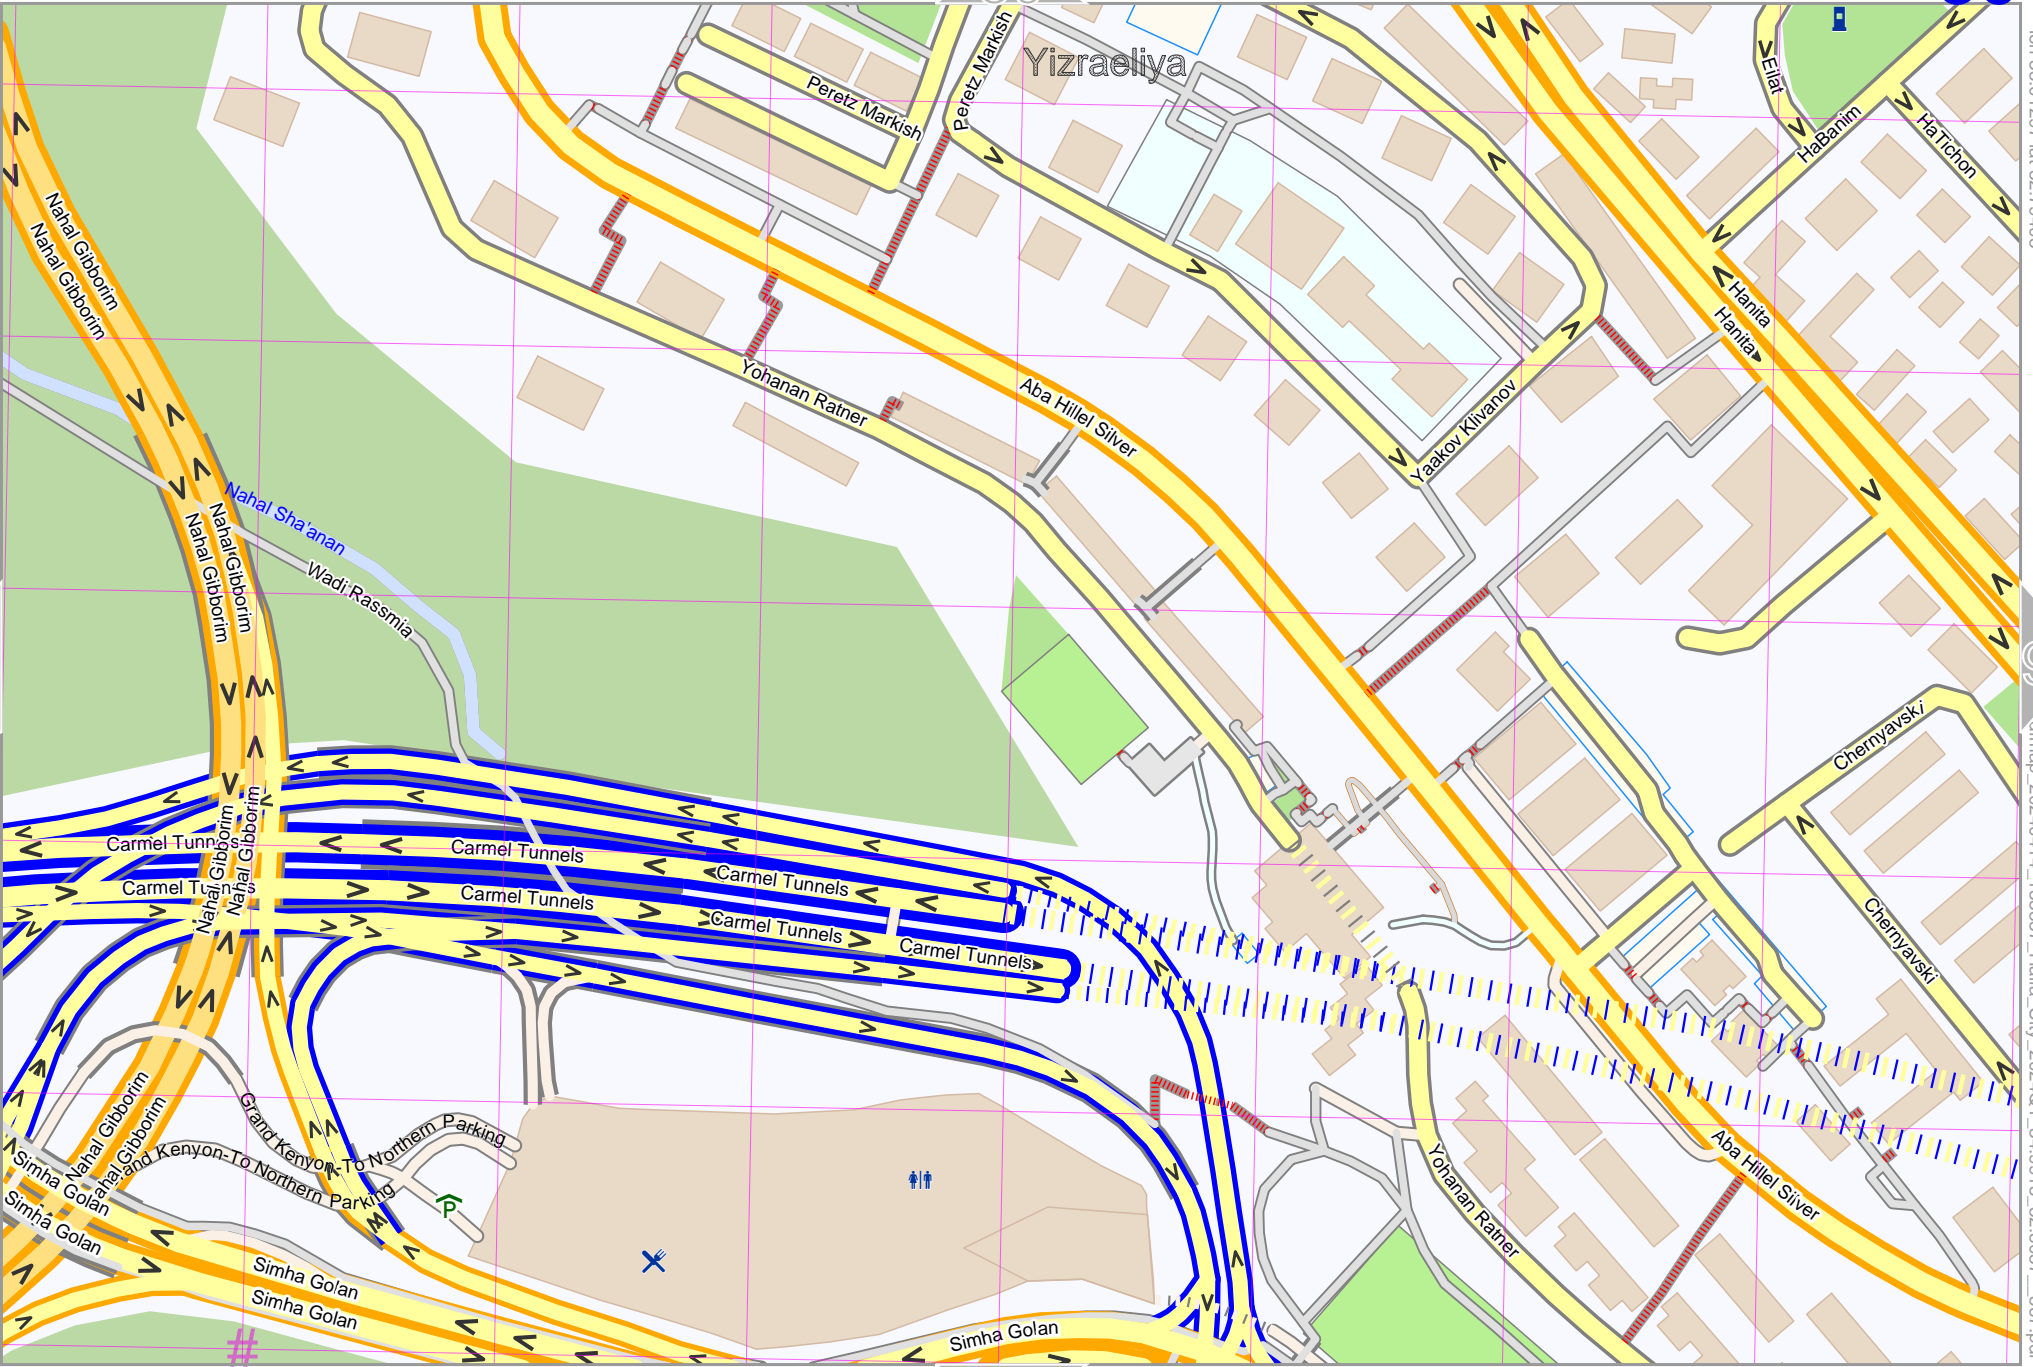 Yizraeliya
Peretz Markish
Peretz Markish
Eilat
HaBanim
HaTichon
Nahal Gibborim
Nahal Gibborim
Hanita
Hanita
Yohanan Ratner
Aba Hillel Silver
Yaakov Klivanov
Nahal Sha'anan
Nahal Gibborim
Nahal Gibborim
Wadi Rassmia
Chernyavski
Carmel Tunnels
Carmel Tunnels
Carmel Tunnels
Carmel Tunnels
Carmel Tunnels
Carmel Tunnels
Carmel Tunnels
Nahal Gibborim
Nahal Gibborim
Chernyavski
Nahal Gibborim
Nahal Gibborim
Grand Kenyon-To Northern Parking
and Kenyon-To Northern Parking
P
Simha Golan
Simha Golan
Aba Hillel Silver
Yohanan Ratner
Simha Golan
Simha Golan
Simha Golan
#